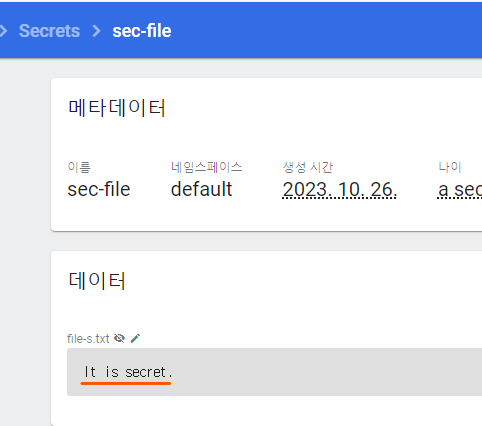 Secrets sec-file
메타데이터
이름 네임스페이스 생성 시간 나이
sec-file default 2023. 10. 26. a sec
데이터
file-s.txt
It is secret.